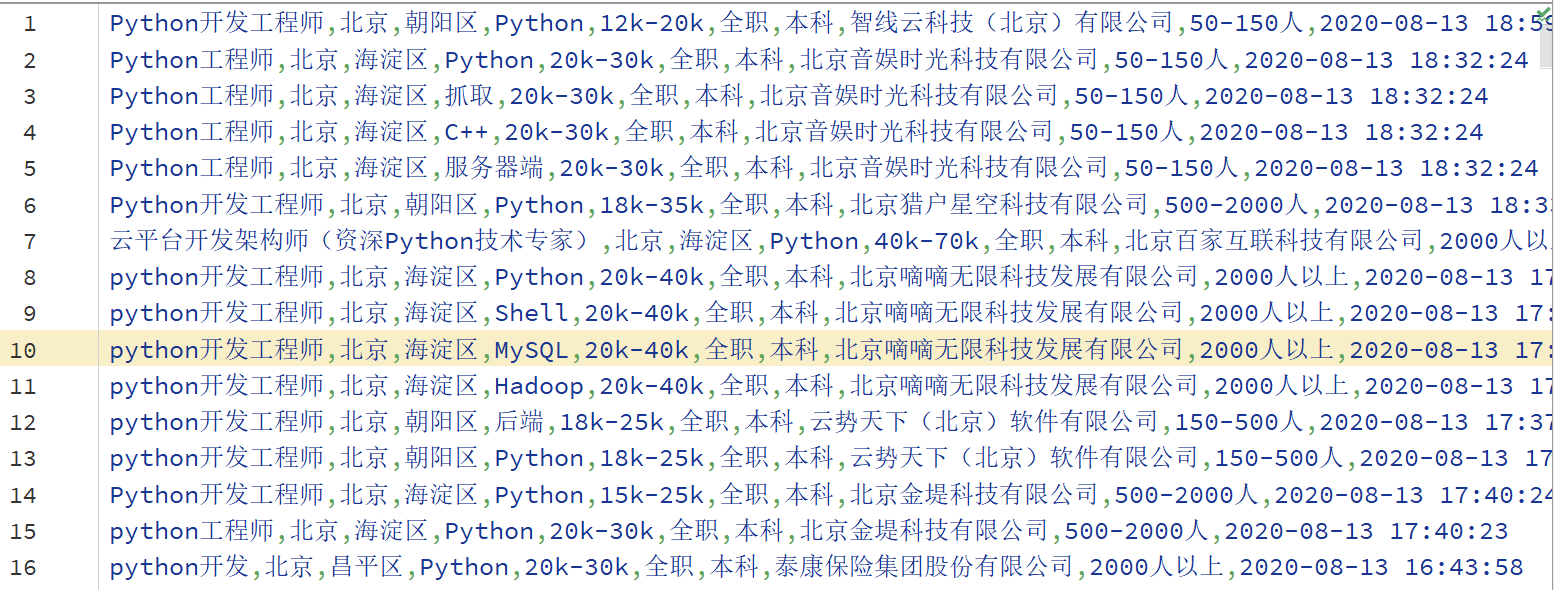 1 Python开发工程师,北京,朝阳区,Python,12k-20k,全职,本科,智线云科技（北京）有限公司,50-150人,2020-08-13 18:59
2 Python工程师,北京,海淀区,Python,20k-30k,全职,本科,北京音娱时光科技有限公司,50-150人,2020-08-13 18:32:24
3 Python工程师,北京,海淀区,抓取,20k-30k,全职,本科,北京音娱时光科技有限公司,50-150人,2020-08-13 18:32:24
4 Python工程师,北京,海淀区,C++,20k-30k,全职,本科,北京音娱时光科技有限公司,50-150人,2020-08-13 18:32:24
5 Python工程师,北京,海淀区,服务器端,20k-30k,全职,本科,北京音娱时光科技有限公司,50-150人,2020-08-13 18:32:24
6 Python开发工程师,北京,朝阳区,Python,18k-35k,全职,本科,北京猎户星空科技有限公司,500-2000人,2020-08-13 18:3
7 云平台开发架构师（资深Python技术专家）,北京,海淀区,Python,40k-70k,全职,本科,北京百家互联科技有限公司,2000人以
8 python开发工程师,北京,海淀区,Python,20k-40k,全职,本科,北京嘀嘀无限科技发展有限公司,2000人以上,2020-08-13 17
9 python开发工程师,北京,海淀区,Shell,20k-40k,全职,本科,北京嘀嘀无限科技发展有限公司,2000人以上,2020-08-13 17:
10 python开发工程师,北京,海淀区,MySQL,20k-40k,全职,本科,北京嘀嘀无限科技发展有限公司,2000人以上,2020-08-13 17:
11 python开发工程师,北京,海淀区,Hadoop,20k-40k,全职,本科,北京嘀嘀无限科技发展有限公司,2000人以上,2020-08-13 17
12 python开发工程师,北京,朝阳区,后端,18k-25k,全职,本科,云势天下（北京）软件有限公司,150-500人,2020-08-13 17:37
13 python开发工程师,北京,朝阳区,Python,18k-25k,全职,本科,云势天下（北京）软件有限公司,150-500人,2020-08-13 17
14 Python开发工程师,北京,海淀区,Python,15k-25k,全职,本科,北京金堤科技有限公司,500-2000人,2020-08-13 17:40:24
15 python工程师,北京,海淀区,Python,20k-30k,全职,本科,北京金堤科技有限公司,500-2000人,2020-08-13 17:40:23
16 python开发,北京,昌平区,Python,20k-30k,全职,本科,泰康保险集团股份有限公司,2000人以上,2020-08-13 16:43:58